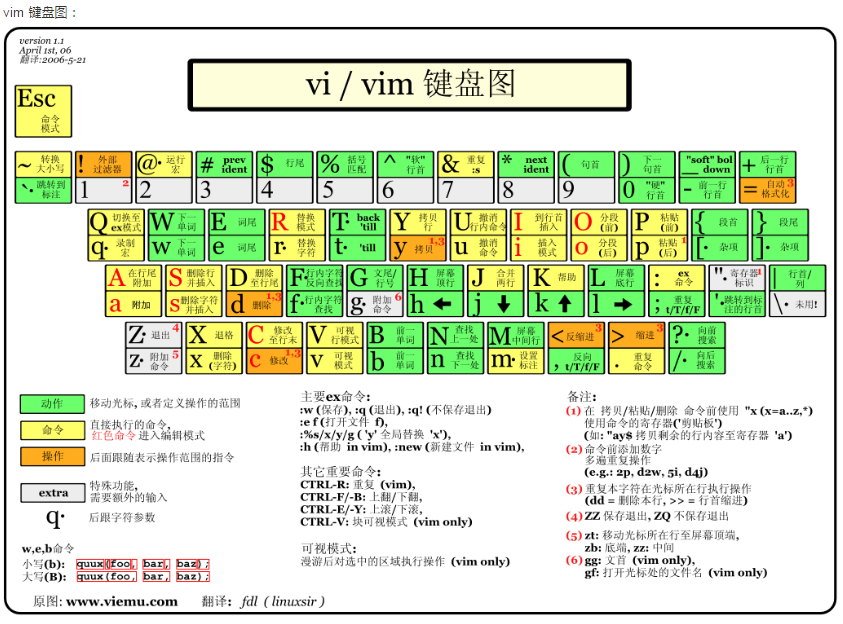 vim 键盘图：
version 1.1
April 1st, 06
翻译:2006-5-21
vi / vim 键盘图
Esc 命令模式
~ 转换大小写 ! 外部过滤器 @· 运行宏 # prev ident $ 行尾 % 括号匹配 ^ "软"行首 & 重复 :s * next ident ( 句首 ) 下一句首 _ "soft" bol down + 后一行行首
`· 跳转到标注 1 2 2 3 4 5 6 7 8 9 0 "硬"行首 - 前一行行首 = 自动格式化 3
Q 切换至ex模式 W 下一单词 E 词尾 R 替换模式 T· back 'till Y 拷贝行 U 撤消行内命令 I 到行首插入 O 分段(前) P 粘贴(前) { 段首 } 段尾
q· 录制宏 w 下一单词 e 词尾 r· 替换字符 t· 'till y 拷贝 1,3 u 撤消命令 i 插入模式 o 分段(后) p 粘贴(后) 1 [· 杂项 ]· 杂项
A 在行尾附加 S 删除行并插入 D 删除至行尾 F· 行内字符反向查找 G 文尾/行号 H 屏幕顶行 J 合并两行 K 帮助 L 屏幕底行 : ex命令 "· 寄存器标识 1 | 行首/列
a 附加 s 删除字符并插入 d 删除 1,3 f· 行内字符查找 g· 附加命令 6 h ← j ↓ k ↑ l → ; 重复 t/T/f/F '· 跳转到标注的行首 \· 未用!
Z· 退出 4 X 退格 C 修改至行末 V 可视行模式 B 前一单词 N 查找上一处 M 屏幕中间行 < 反缩进 3 > 缩进 3 ?· 向前搜索
z· 附加命令 5 x 删除(字符) c 修改 1,3 v 可视模式 b 前一单词 n 查找下一处 m· 设置标注 , 反向 t/T/f/F . 重复命令 /· 向后搜索
动作 移动光标, 或者定义操作的范围
命令 直接执行的命令,
红色命令 进入编辑模式
操作 后面跟随表示操作范围的指令
extra 特殊功能,
需要额外的输入
q· 后跟字符参数
w,e,b命令
小写(b): quux(foo, bar, baz);
大写(B): quux(foo, bar, baz);
主要ex命令:
:w (保存), :q (退出), :q! (不保存退出)
:e f (打开文件 f),
:%s/x/y/g ( 'y' 全局替换 'x'),
:h (帮助 in vim), :new (新建文件 in vim),
其它重要命令:
CTRL-R: 重复 (vim),
CTRL-F/-B: 上翻/下翻,
CTRL-E/-Y: 上滚/下滚,
CTRL-V: 块可视模式 (vim only)
可视模式:
漫游后对选中的区域执行操作 (vim only)
备注:
(1) 在 拷贝/粘贴/删除 命令前使用 "x (x=a..z,*)
命令使用的寄存器('剪贴板')
(如: "ay$ 拷贝剩余的行内容至寄存器 'a')
(2) 命令前添加数字
多遍重复操作
(e.g.: 2p, d2w, 5i, d4j)
(3) 重复本字符在光标所在行执行操作
(dd = 删除本行, >> = 行首缩进)
(4) ZZ 保存退出, ZQ 不保存退出
(5) zt: 移动光标所在行至屏幕顶端,
zb: 底端, zz: 中间
(6) gg: 文首 (vim only),
gf: 打开光标处的文件名 (vim only)
原图: www.viemu.com 翻译: fdl ( linuxsir )